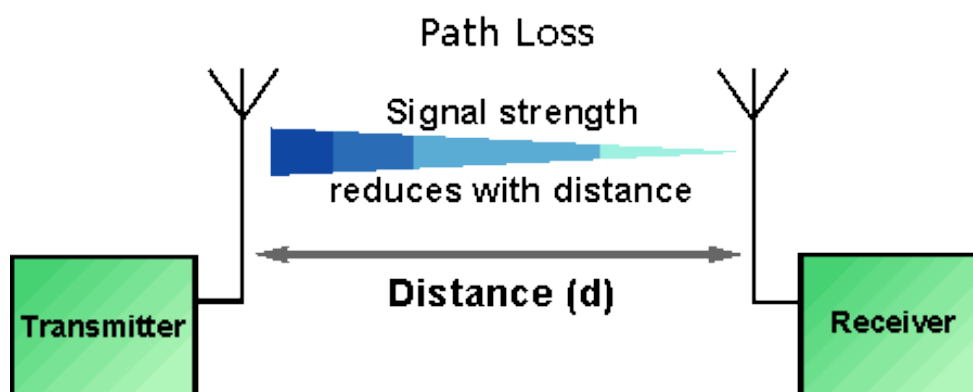 Path Loss
Signal strength
reduces with distance
Distance (d)
Transmitter
Receiver